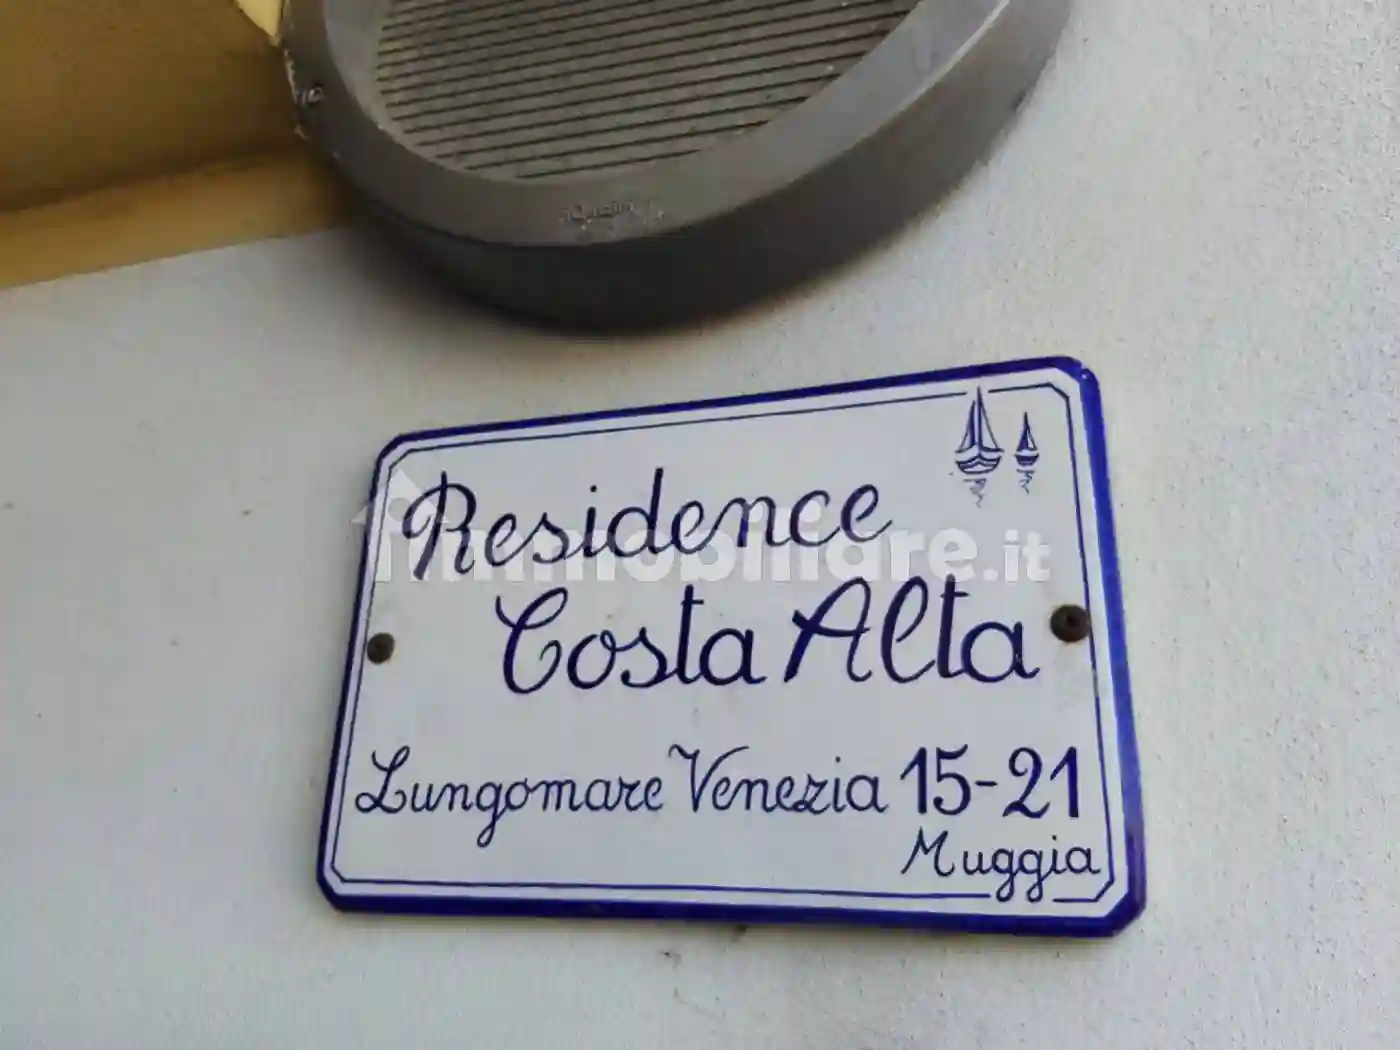 Residence
immobiliare.it
Costa Alta
Lungomare Venezia 15-21
Muggia